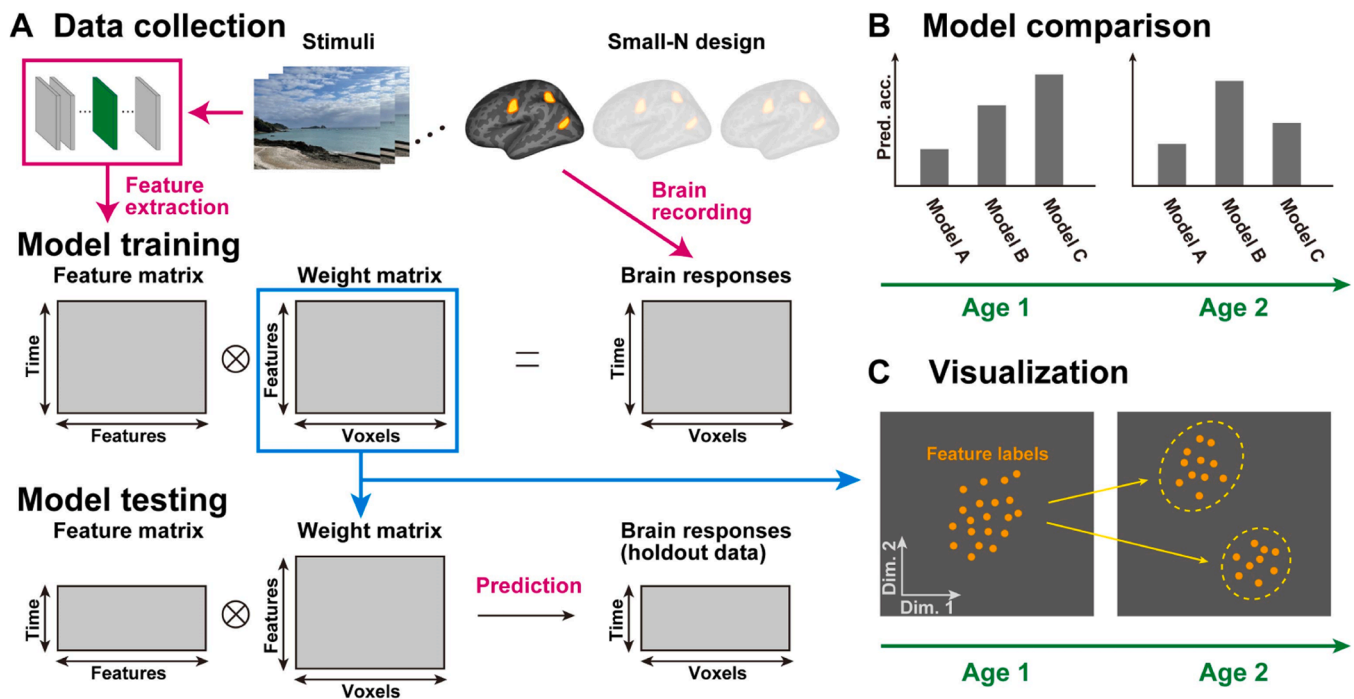 A Data collection
Stimuli
Small-N design
Feature
extraction
Brain
recording
Model training
Feature matrix
Weight matrix
Brain responses
Time
Features
Features
Voxels
Time
Voxels
Model testing
Feature matrix
Weight matrix
Brain responses
(holdout data)
Time
Features
Features
Voxels
Prediction
Time
Voxels
B Model comparison
Pred. acc.
Model A
Model B
Model C
Model A
Model B
Model C
Age 1
Age 2
C Visualization
Feature labels
Dim. 2
Dim. 1
Age 1
Age 2